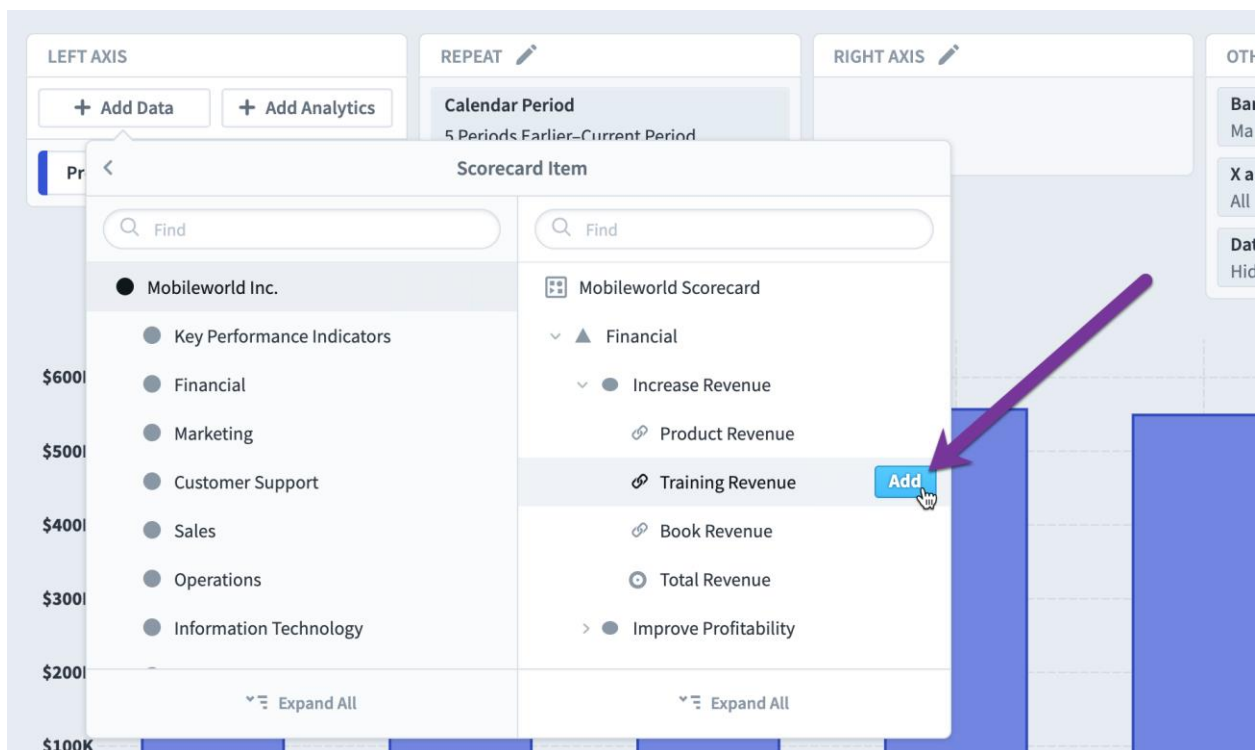 LEFT AXIS
REPEAT
RIGHT AXIS
+ Add Data
+ Add Analytics
Calendar Period
5 Periods Earlier–Current Period
Scorecard Item
All
Find
Find
Mobileworld Inc.
Key Performance Indicators
Financial
Marketing
Customer Support
Sales
Operations
Information Technology
Expand All
Mobileworld Scorecard
Financial
Increase Revenue
Product Revenue
Training Revenue
Add
Book Revenue
Total Revenue
Improve Profitability
Expand All
$100K